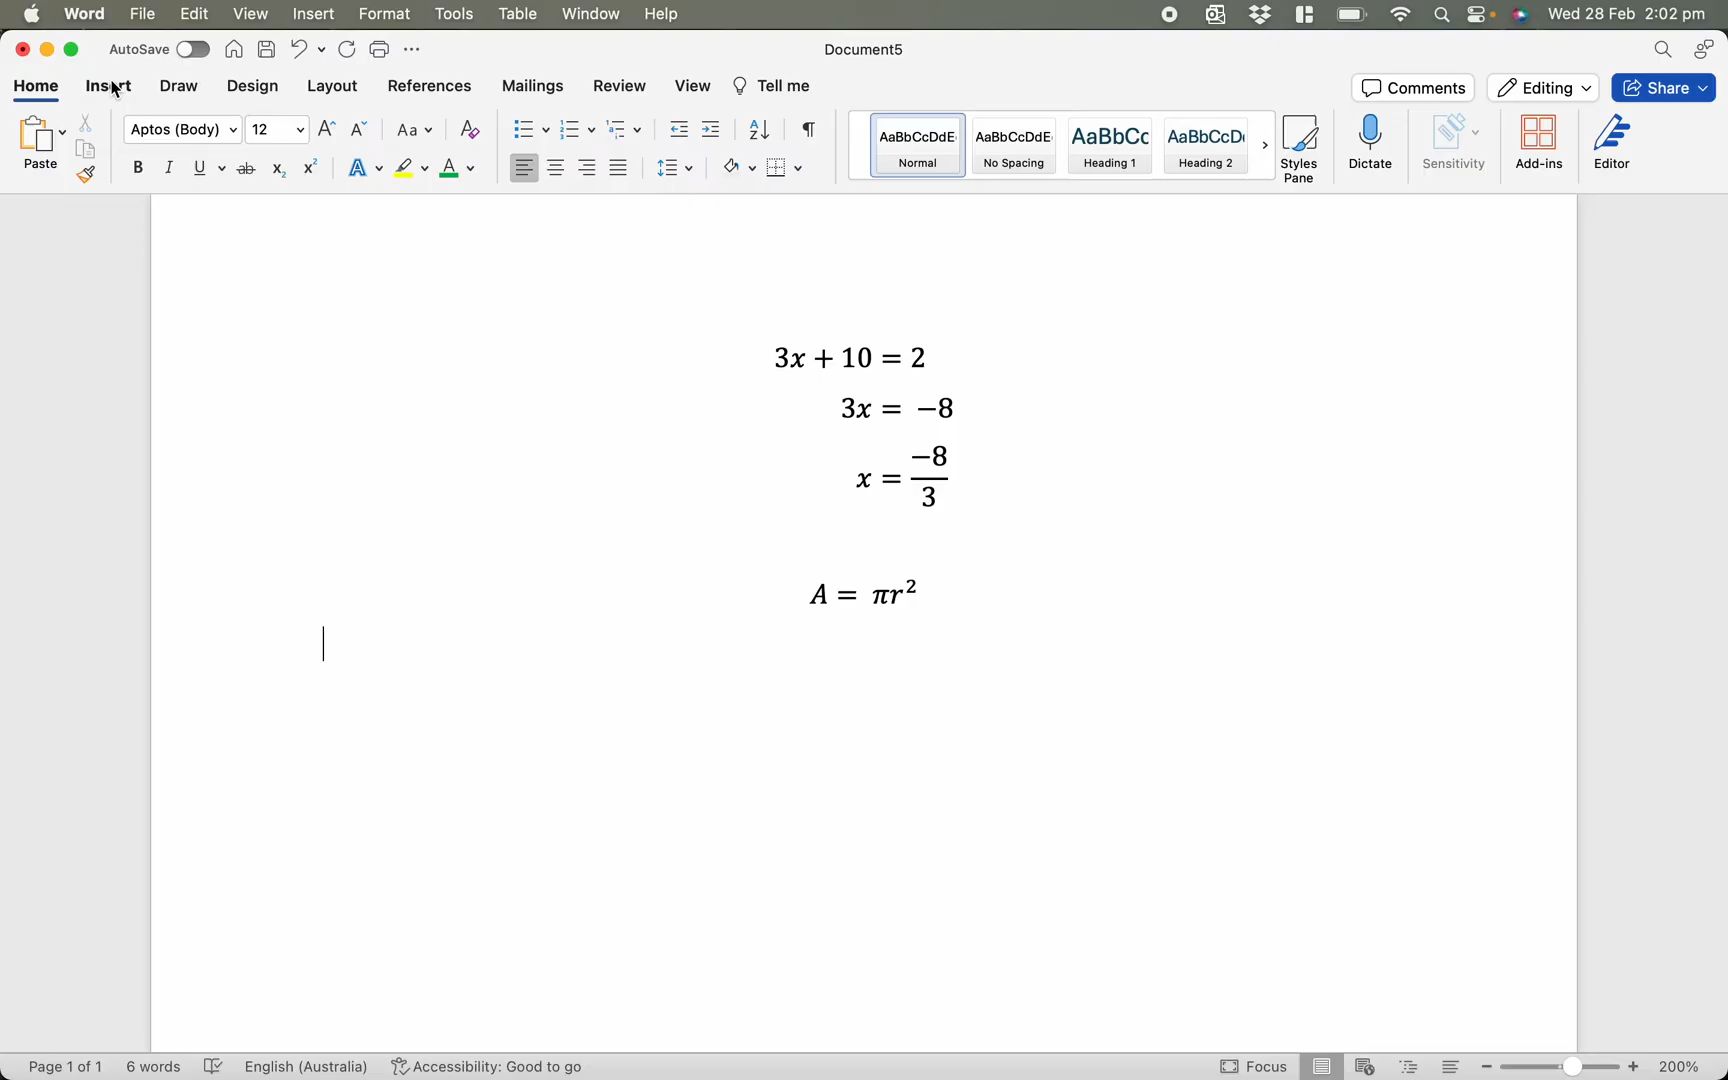 Word File Edit View Insert Format Tools Table Window Help Wed 28 Feb 2:02 pm
AutoSave Document5
Home Insert Draw Design Layout References Mailings Review View Tell me Comments Editing Share
Paste Aptos (Body) 12 Aa AaBbCcDdE Normal AaBbCcDdE No Spacing AaBbCc Heading 1 AaBbCcD Heading 2 Styles Pane Dictate Sensitivity Add-ins Editor
3x + 10 = 2
3x = −8
x = −8/3
A = πr²
Page 1 of 1 6 words English (Australia) Accessibility: Good to go Focus 200%